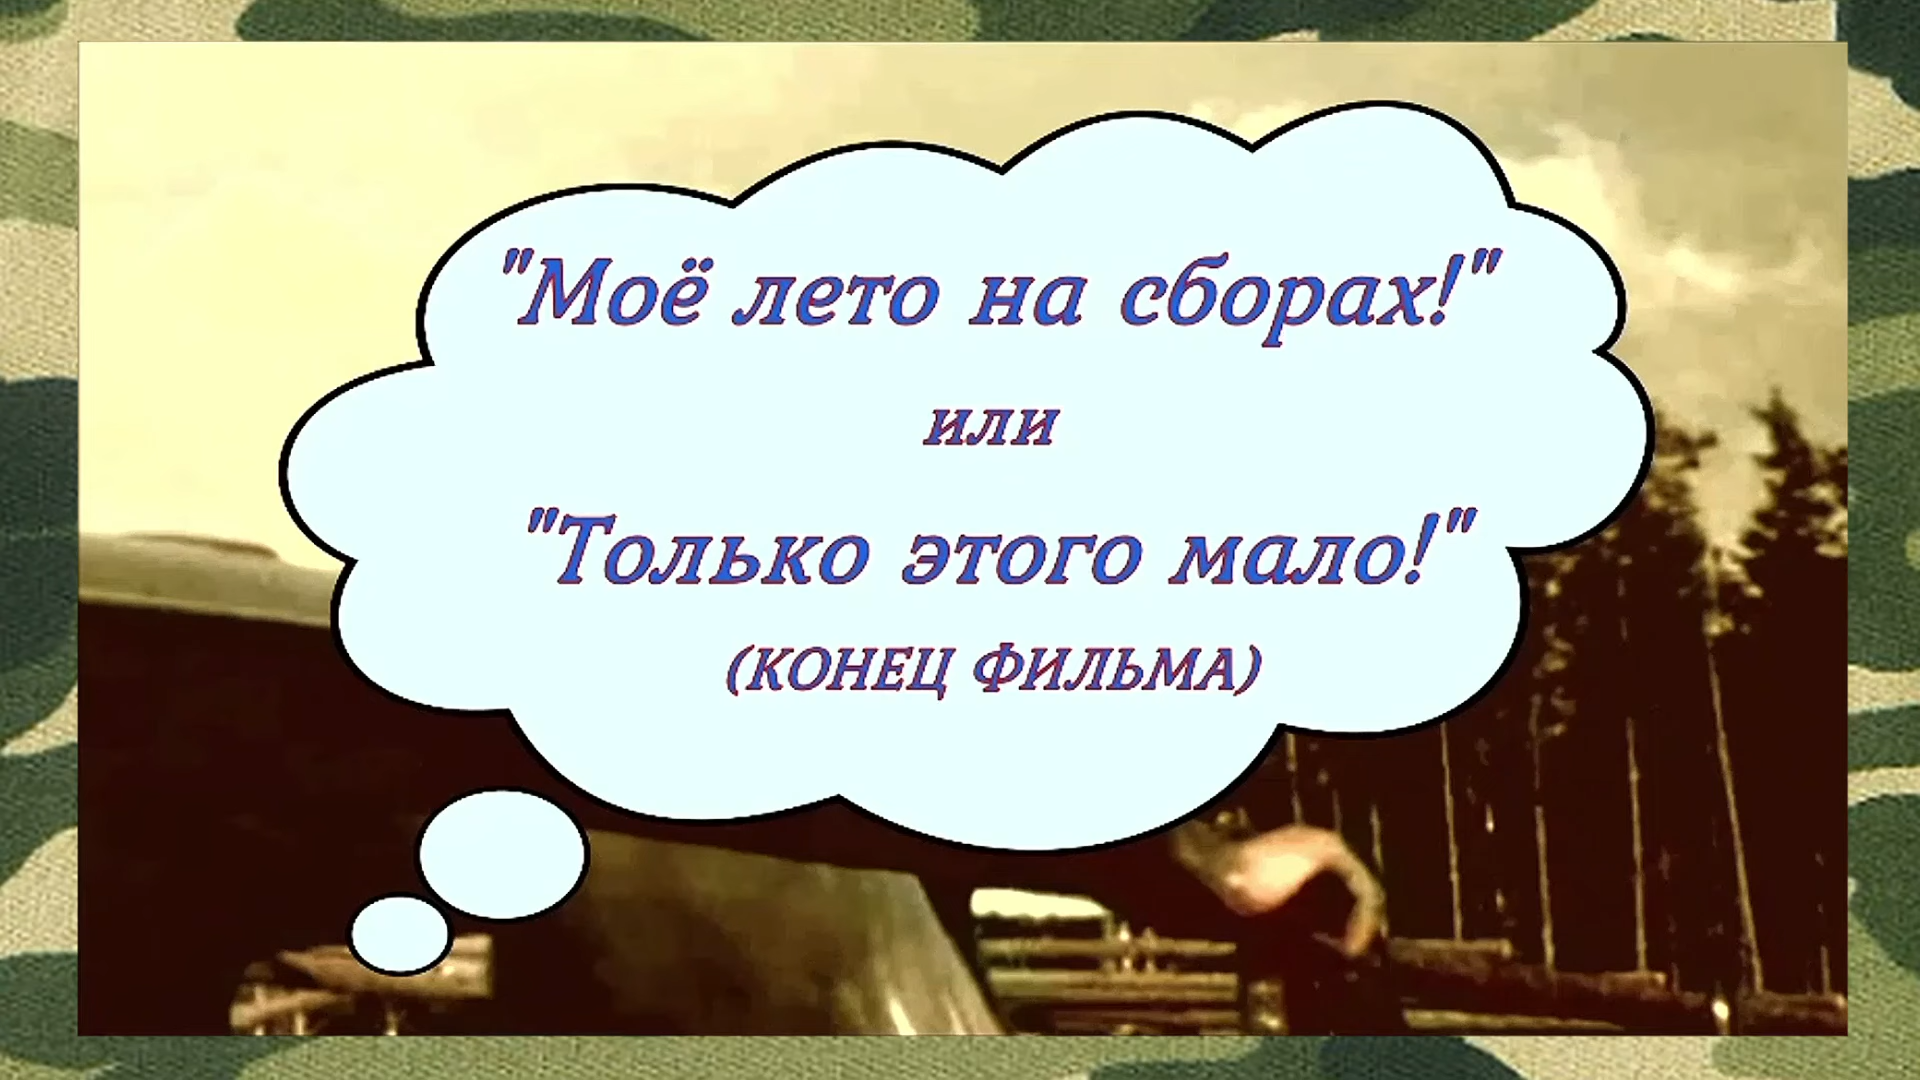 "Моё лето на сборах!"
или
"Только этого мало!"
(КОНЕЦ ФИЛЬМА)